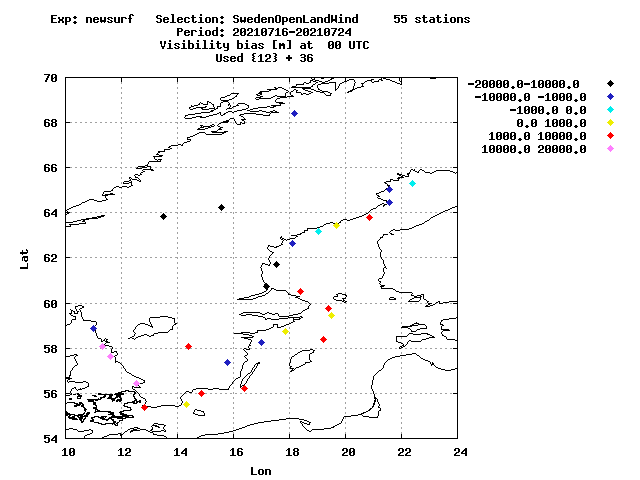 Exp: newsurf   Selection: SwedenOpenLandWind     55 stations
Period: 20210716-20210724
Visibility bias [m] at  00 UTC
Used {12} + 36
-20000.0-10000.0
-10000.0 -1000.0
-1000.0 0.0
0.0 1000.0
1000.0 10000.0
10000.0 20000.0
70
68
66
64
62
60
58
56
54
Lat
10 12 14 16 18 20 22 24
Lon